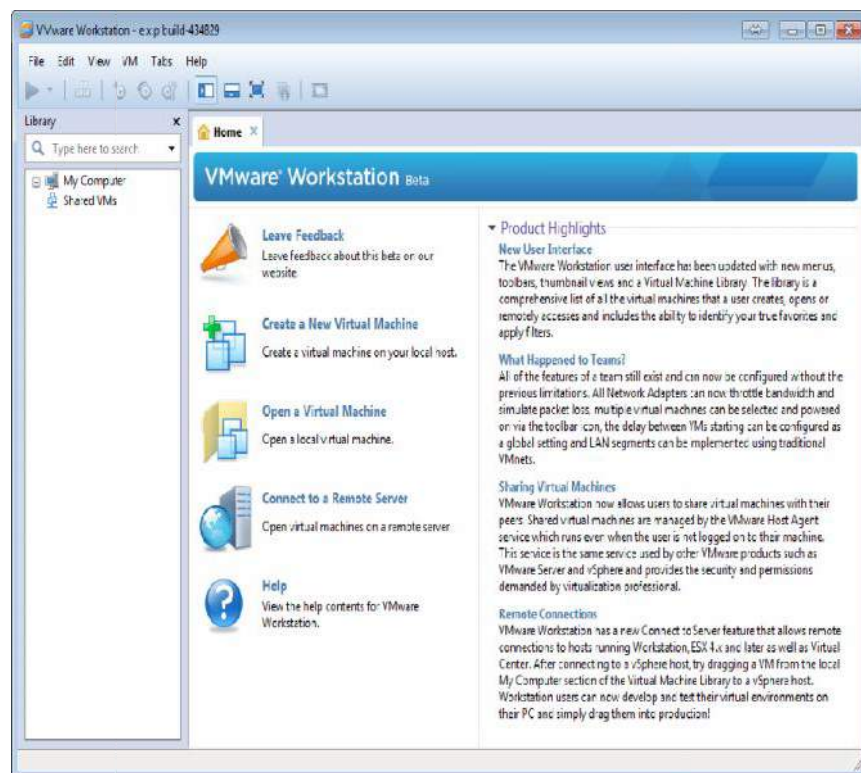 VMware Workstation - e.x.p build-434829
File Edit View VM Tabs Help
Library x
Home x
Type here to search
My Computer
Shared VMs
VMware® Workstation Beta
Leave Feedback
Leave feedback about this beta on our
website
Create a New Virtual Machine
Create a virtual machine on your local host.
Open a Virtual Machine
Open a local virtual machine.
Connect to a Remote Server
Open virtual machines on a remote server
Help
View the help contents for VMware
Workstation.
Product Highlights
New User Interface
The VMware Workstation user interface has been updated with new menus,
toolbars, thumbnail views and a Virtual Machine Library. The library is a
comprehensive list of all the virtual machines that a user creates, opens or
remotely accesses and includes the ability to identify your true favorites and
apply filters.
What Happened to Teams?
All of the features of a team still exist and can now be configured without the
previous limitations. All Network Adapters can now throttle bandwidth and
simulate packet loss, multiple virtual machines can be selected and powered
on via the toolbar icon, the delay between VMs starting can be configured as
a global setting and LAN segments can be implemented using traditional
VMnets.
Sharing Virtual Machines
VMware Workstation now allows users to share virtual machines with their
peers. Shared virtual machines are managed by the VMware Host Agent
service which runs even when the user is not logged on to their machine.
This service is the same service used by other VMware products such as
VMware Server and vSphere and provides the security and permissions
demanded by virtualization professional.
Remote Connections
VMware Workstation has a new Connect to Server feature that allows remote
connections to hosts running Workstation, ESX 4.x and later as well as Virtual
Center. After connecting to a vSphere host, try dragging a VM from the local
My Computer section of the Virtual Machine Library to a vSphere host.
Workstation users can now develop and test their virtual environments on
their PC and simply drag them into production!